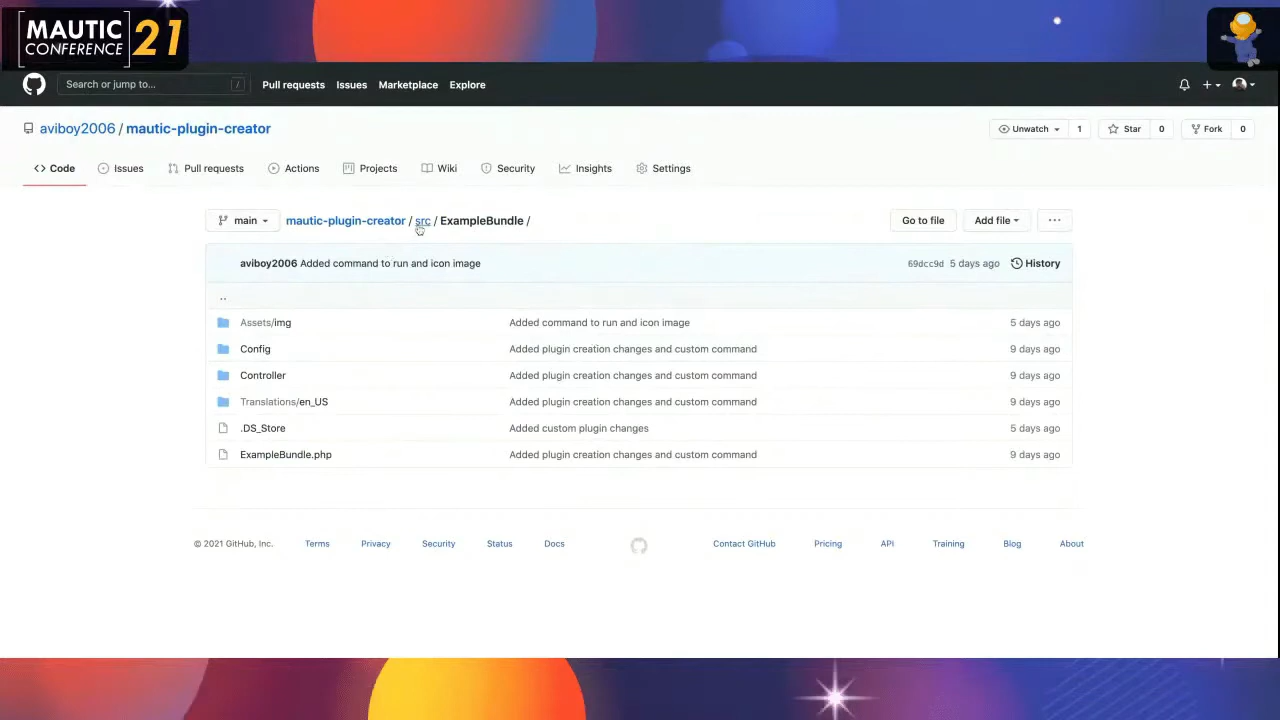 MAUTIC
CONFERENCE 21
Search or jump to... /
Pull requests Issues Marketplace Explore
aviboy2006 / mautic-plugin-creator
Unwatch 1 Star 0 Fork 0
Code Issues Pull requests Actions Projects Wiki Security Insights Settings
main mautic-plugin-creator / src / ExampleBundle / Go to file Add file ...
aviboy2006 Added command to run and icon image 69dcc9d 5 days ago History
..
Assets/img Added command to run and icon image 5 days ago
Config Added plugin creation changes and custom command 9 days ago
Controller Added plugin creation changes and custom command 9 days ago
Translations/en_US Added plugin creation changes and custom command 9 days ago
.DS_Store Added custom plugin changes 5 days ago
ExampleBundle.php Added plugin creation changes and custom command 9 days ago
© 2021 GitHub, Inc. Terms Privacy Security Status Docs Contact GitHub Pricing API Training Blog About